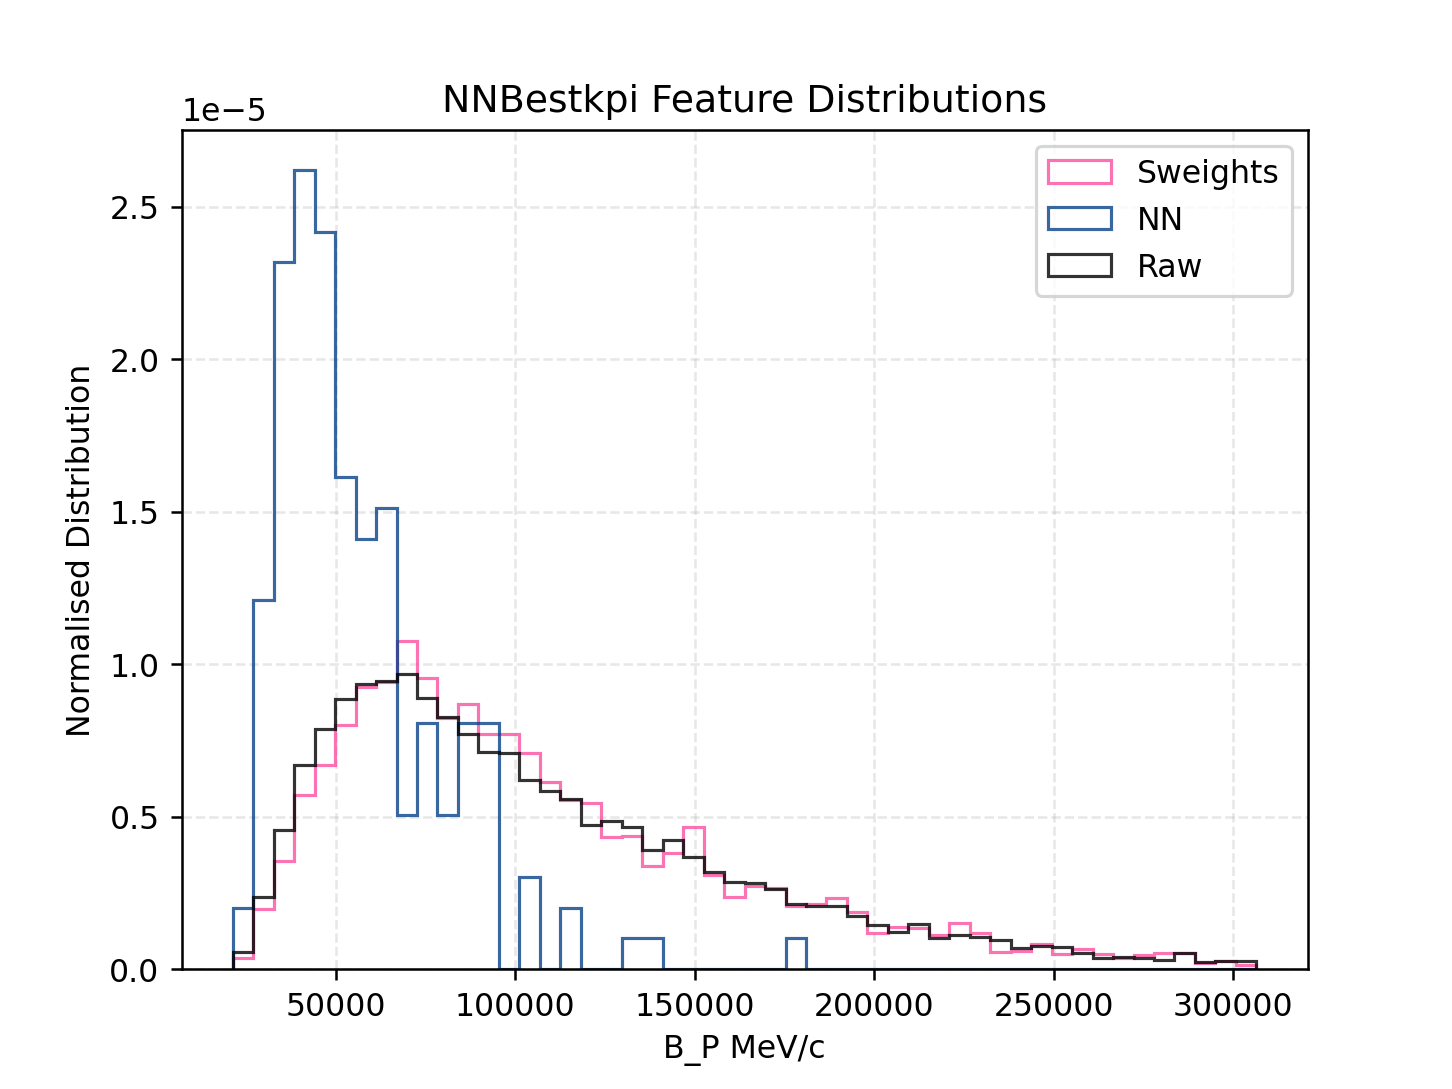 NNBestkpi Feature Distributions
1e−5
Sweights
NN
Raw
Normalised Distribution
2.5
2.0
1.5
1.0
0.5
0.0
50000 100000 150000 200000 250000 300000
B_P MeV/c